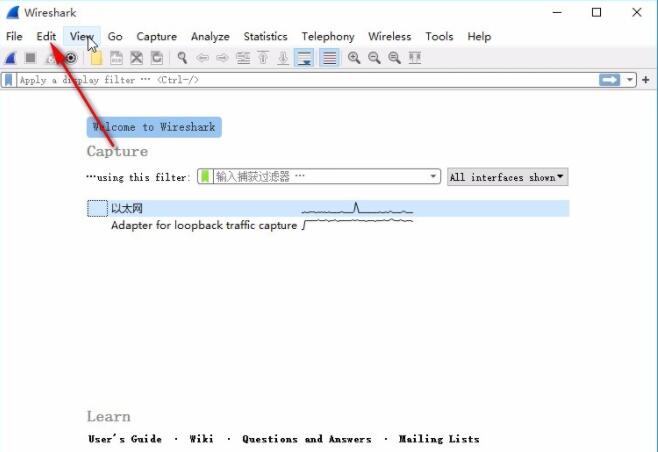 Wireshark
File Edit View Go Capture Analyze Statistics Telephony Wireless Tools Help
Apply a display filter ··· <Ctrl-/>
Welcome to Wireshark
Capture
···using this filter: 输入捕获过滤器 ··· All interfaces shown
以太网
Adapter for loopback traffic capture
Learn
User's Guide · Wiki · Questions and Answers · Mailing Lists